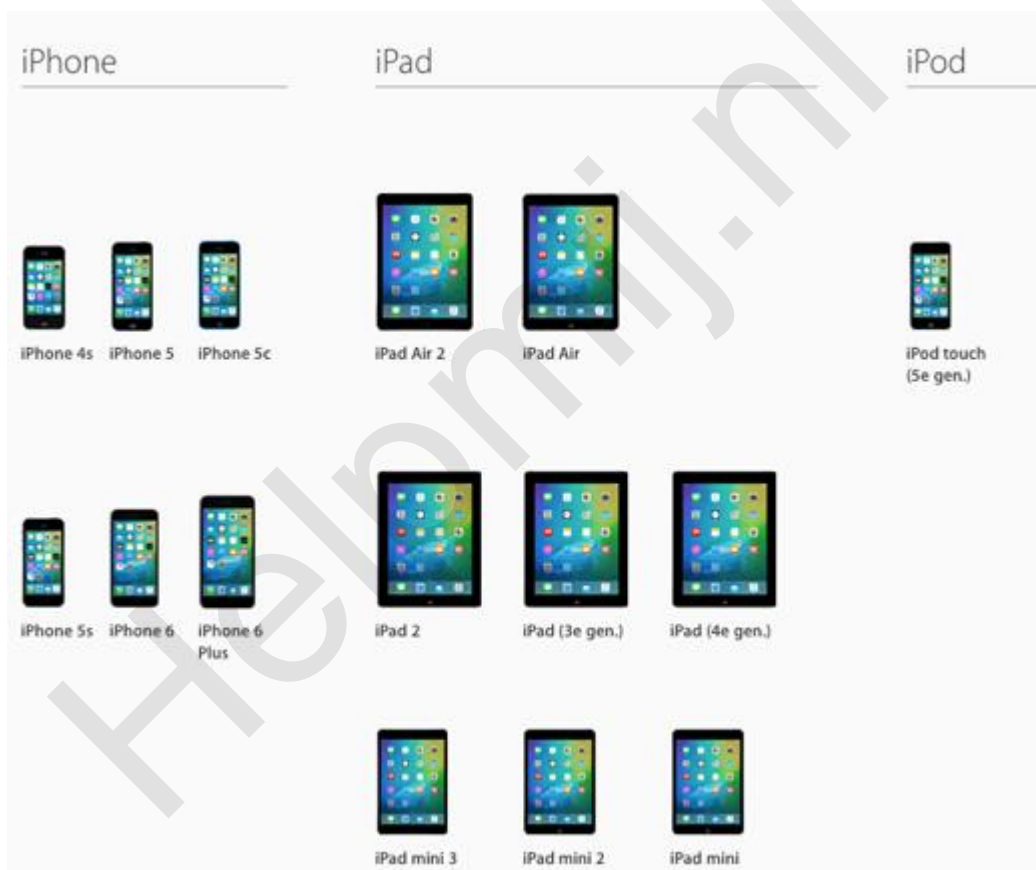 iPhone
iPad
iPod
iPhone 4s
iPhone 5
iPhone 5c
iPad Air 2
iPad Air
iPod touch
(5e gen.)
iPhone 5s
iPhone 6
iPhone 6
Plus
iPad 2
iPad (3e gen.)
iPad (4e gen.)
iPad mini 3
iPad mini 2
iPad mini
Helpmij.nl